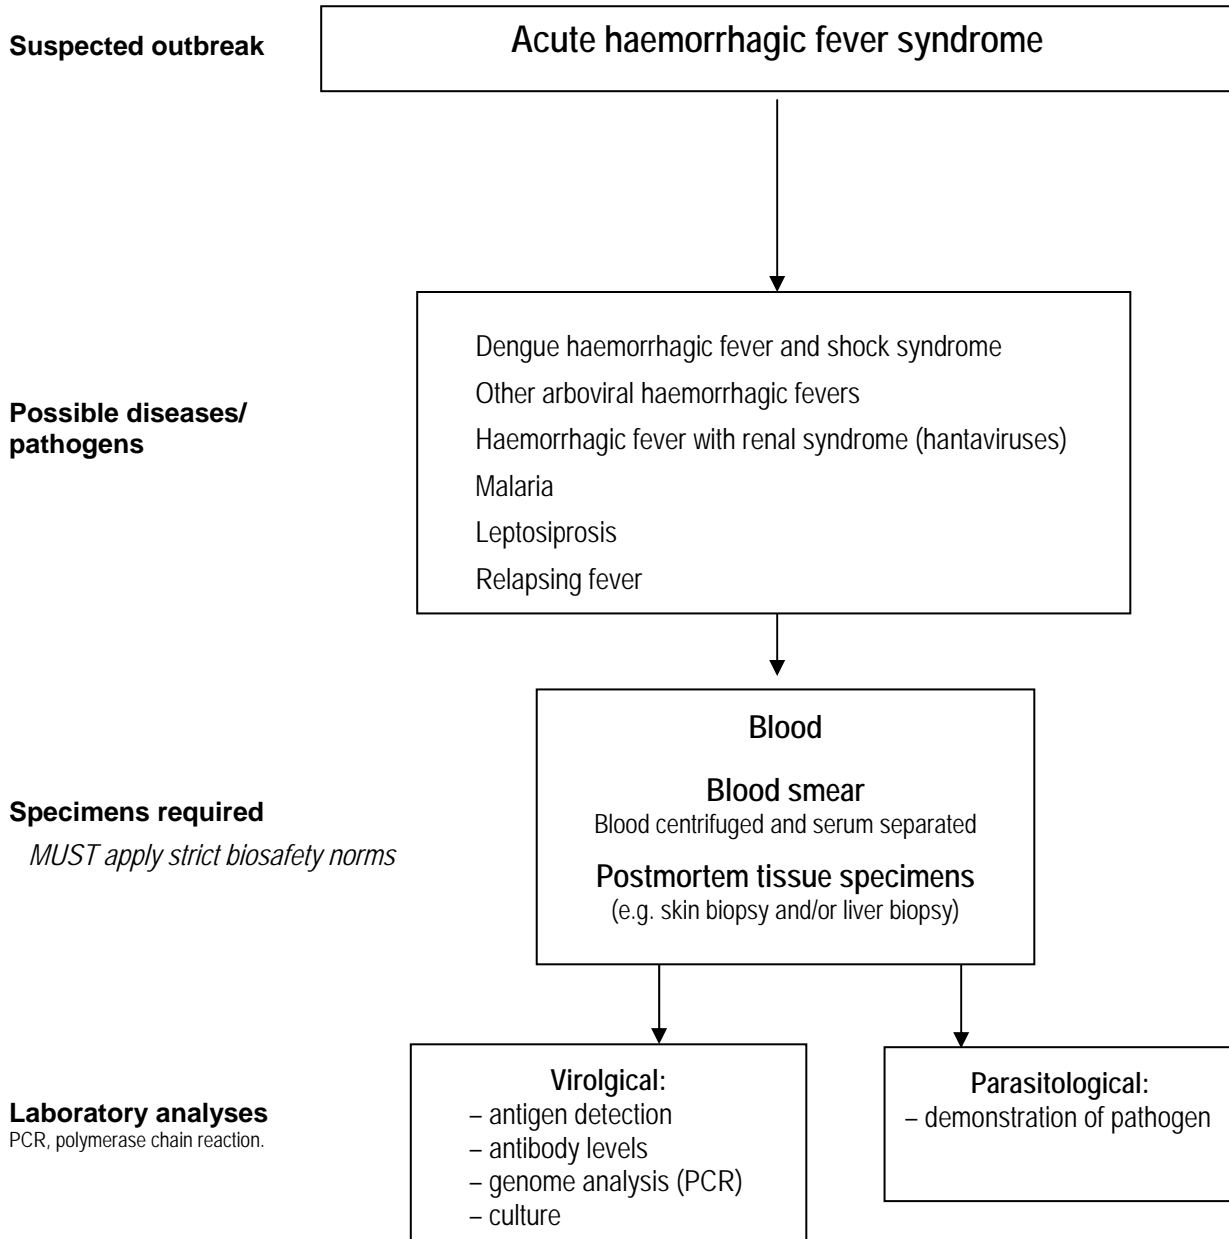 Suspected outbreak
Acute haemorrhagic fever syndrome
Possible diseases/
pathogens
Dengue haemorrhagic fever and shock syndrome
Other arboviral haemorrhagic fevers
Haemorrhagic fever with renal syndrome (hantaviruses)
Malaria
Leptosiprosis
Relapsing fever
Specimens required
MUST apply strict biosafety norms
Blood
Blood smear
Blood centrifuged and serum separated
Postmortem tissue specimens
(e.g. skin biopsy and/or liver biopsy)
Laboratory analyses
PCR, polymerase chain reaction.
Virolgical:
– antigen detection
– antibody levels
– genome analysis (PCR)
– culture
Parasitological:
– demonstration of pathogen